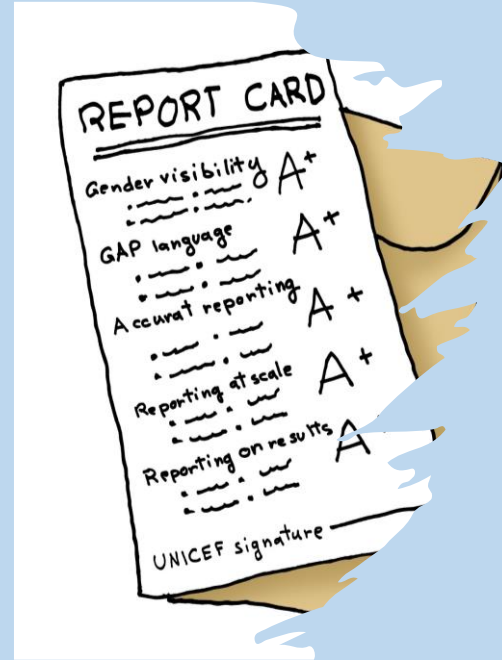 REPORT CARD
Gender visibility A+
GAP language A+
Accurat reporting A+
Reporting at scale A+
Reporting on results A
UNICEF signature